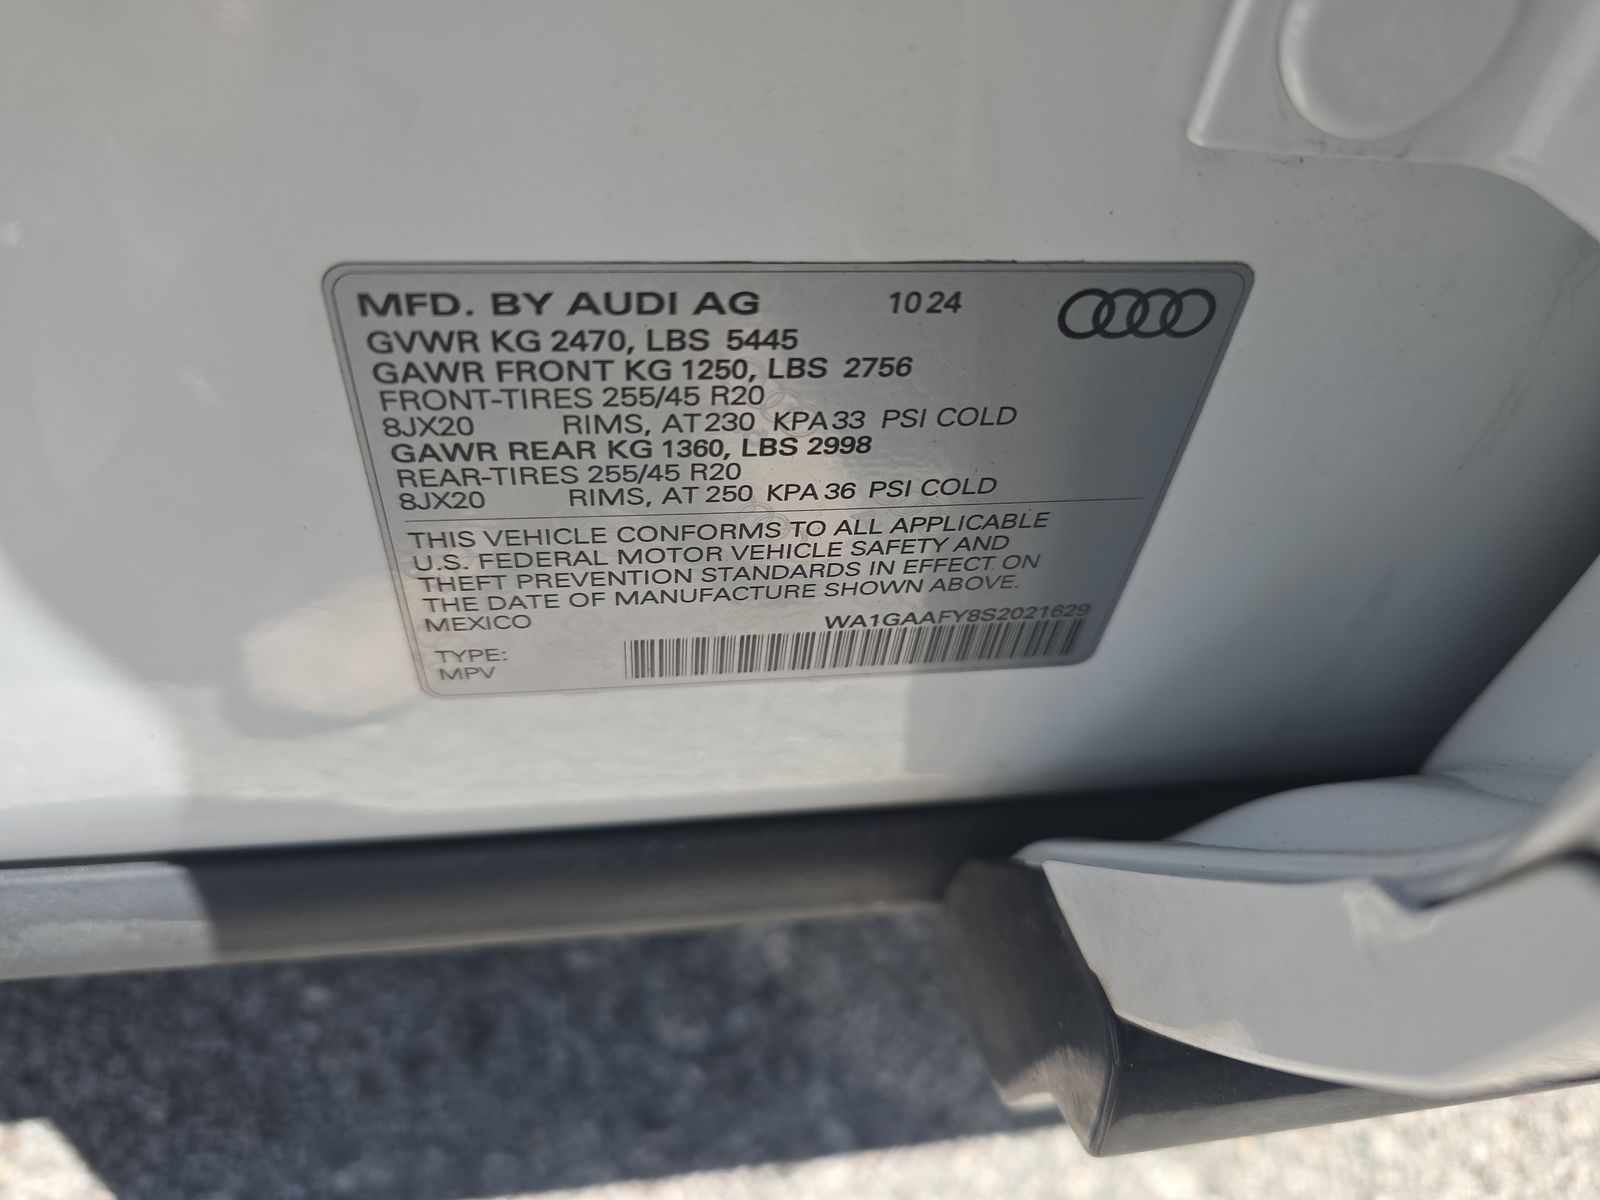 MFD. BY AUDI AG 10 24
GVWR KG 2470, LBS 5445
GAWR FRONT KG 1250, LBS 2756
FRONT-TIRES 255/45 R20
8JX20 RIMS, AT 230 KPA 33 PSI COLD
GAWR REAR KG 1360, LBS 2998
REAR-TIRES 255/45 R20
8JX20 RIMS, AT 250 KPA 36 PSI COLD
THIS VEHICLE CONFORMS TO ALL APPLICABLE
U.S. FEDERAL MOTOR VEHICLE SAFETY AND
THEFT PREVENTION STANDARDS IN EFFECT ON
THE DATE OF MANUFACTURE SHOWN ABOVE.
MEXICO WA1GAAFY8S2021629
TYPE:
MPV